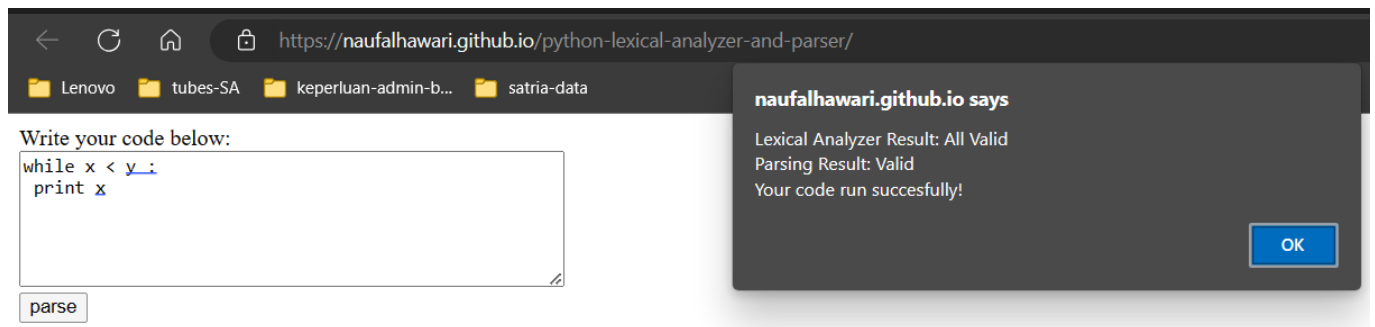 https://naufalhawari.github.io/python-lexical-analyzer-and-parser/
Lenovo tubes-SA keperluan-admin-b... satria-data
naufalhawari.github.io says
Lexical Analyzer Result: All Valid
Parsing Result: Valid
Your code run succesfully!
OK
Write your code below:
while x < y :
print x
parse